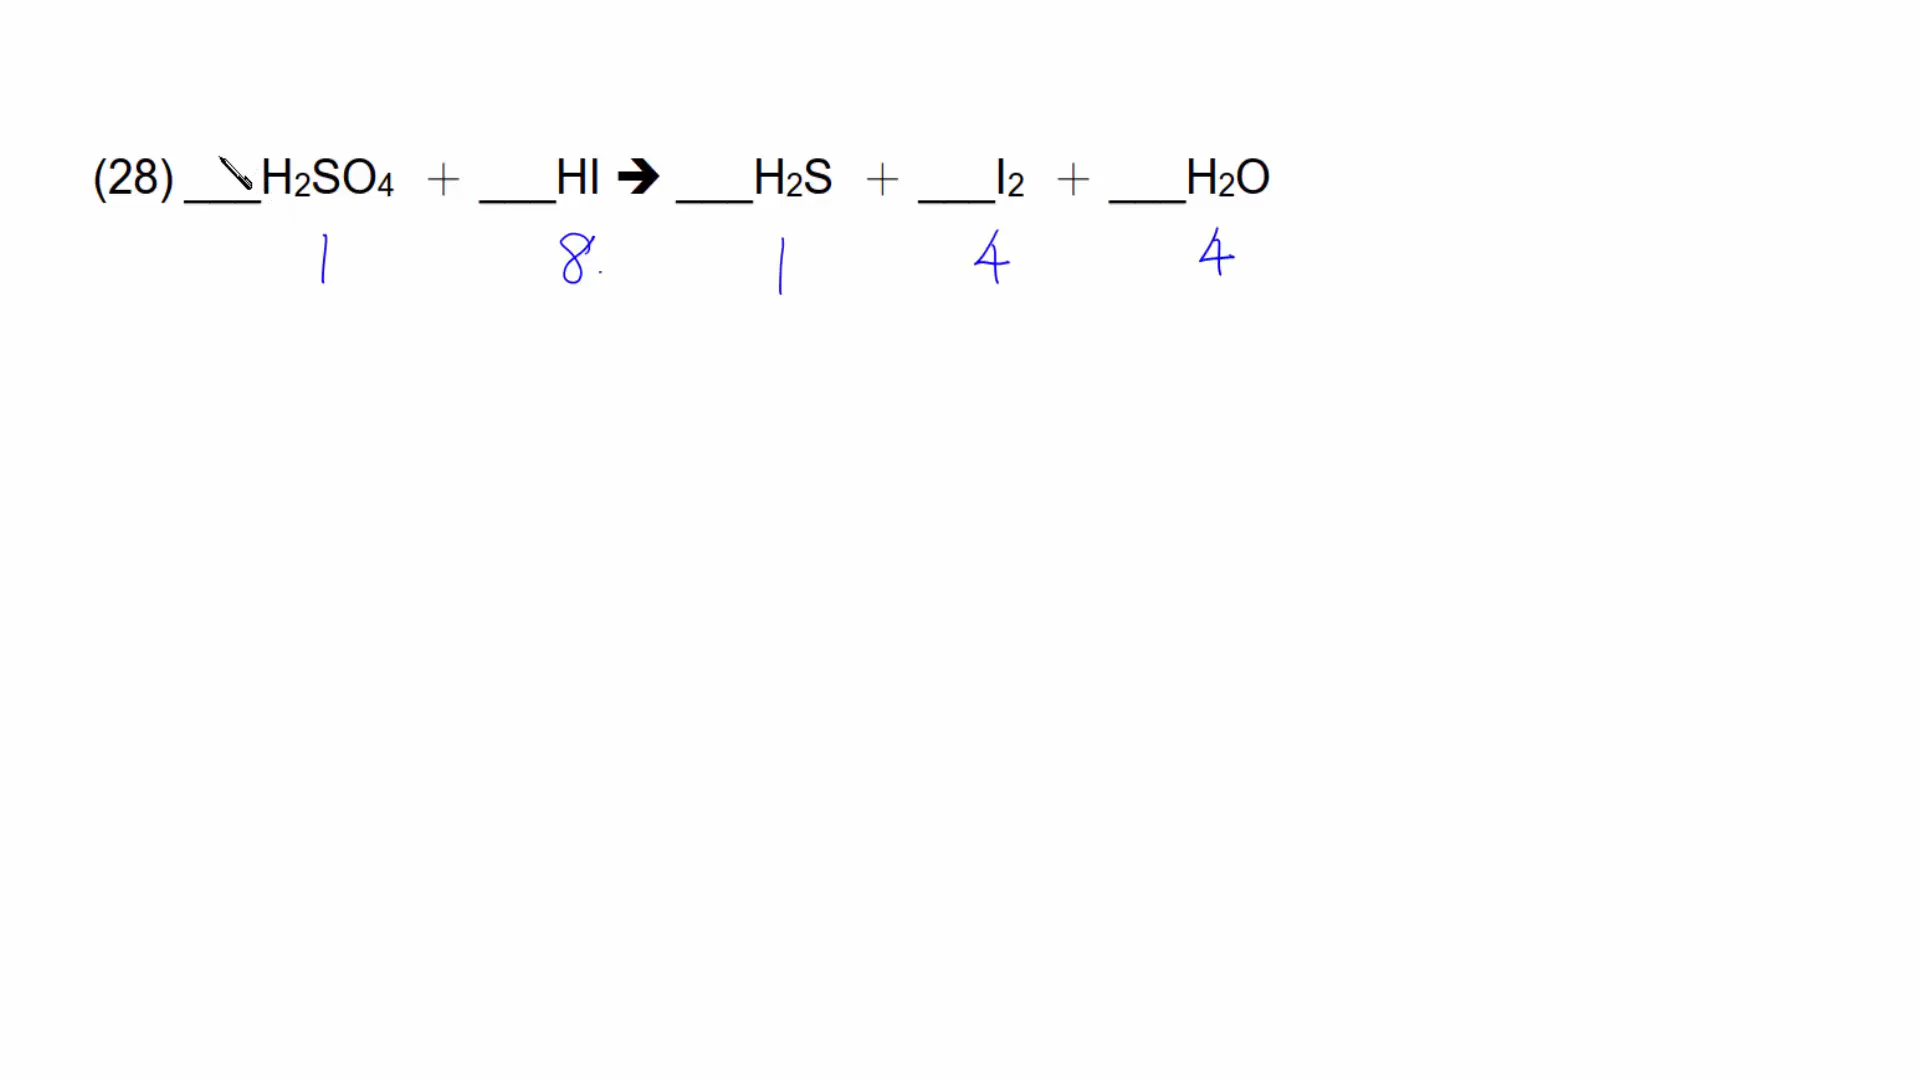 (28) ___H₂SO₄ + ___HI ➔ ___H₂S + ___I₂ + ___H₂O
1 8. 1 4 4